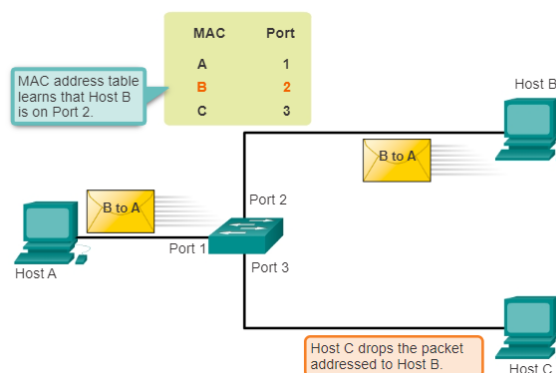 MAC Port
A 1
B 2
C 3
MAC address table
learns that Host B
is on Port 2.
Host B
B to A
B to A
Port 2
Port 1
Port 3
Host A
Host C drops the packet
addressed to Host B.
Host C